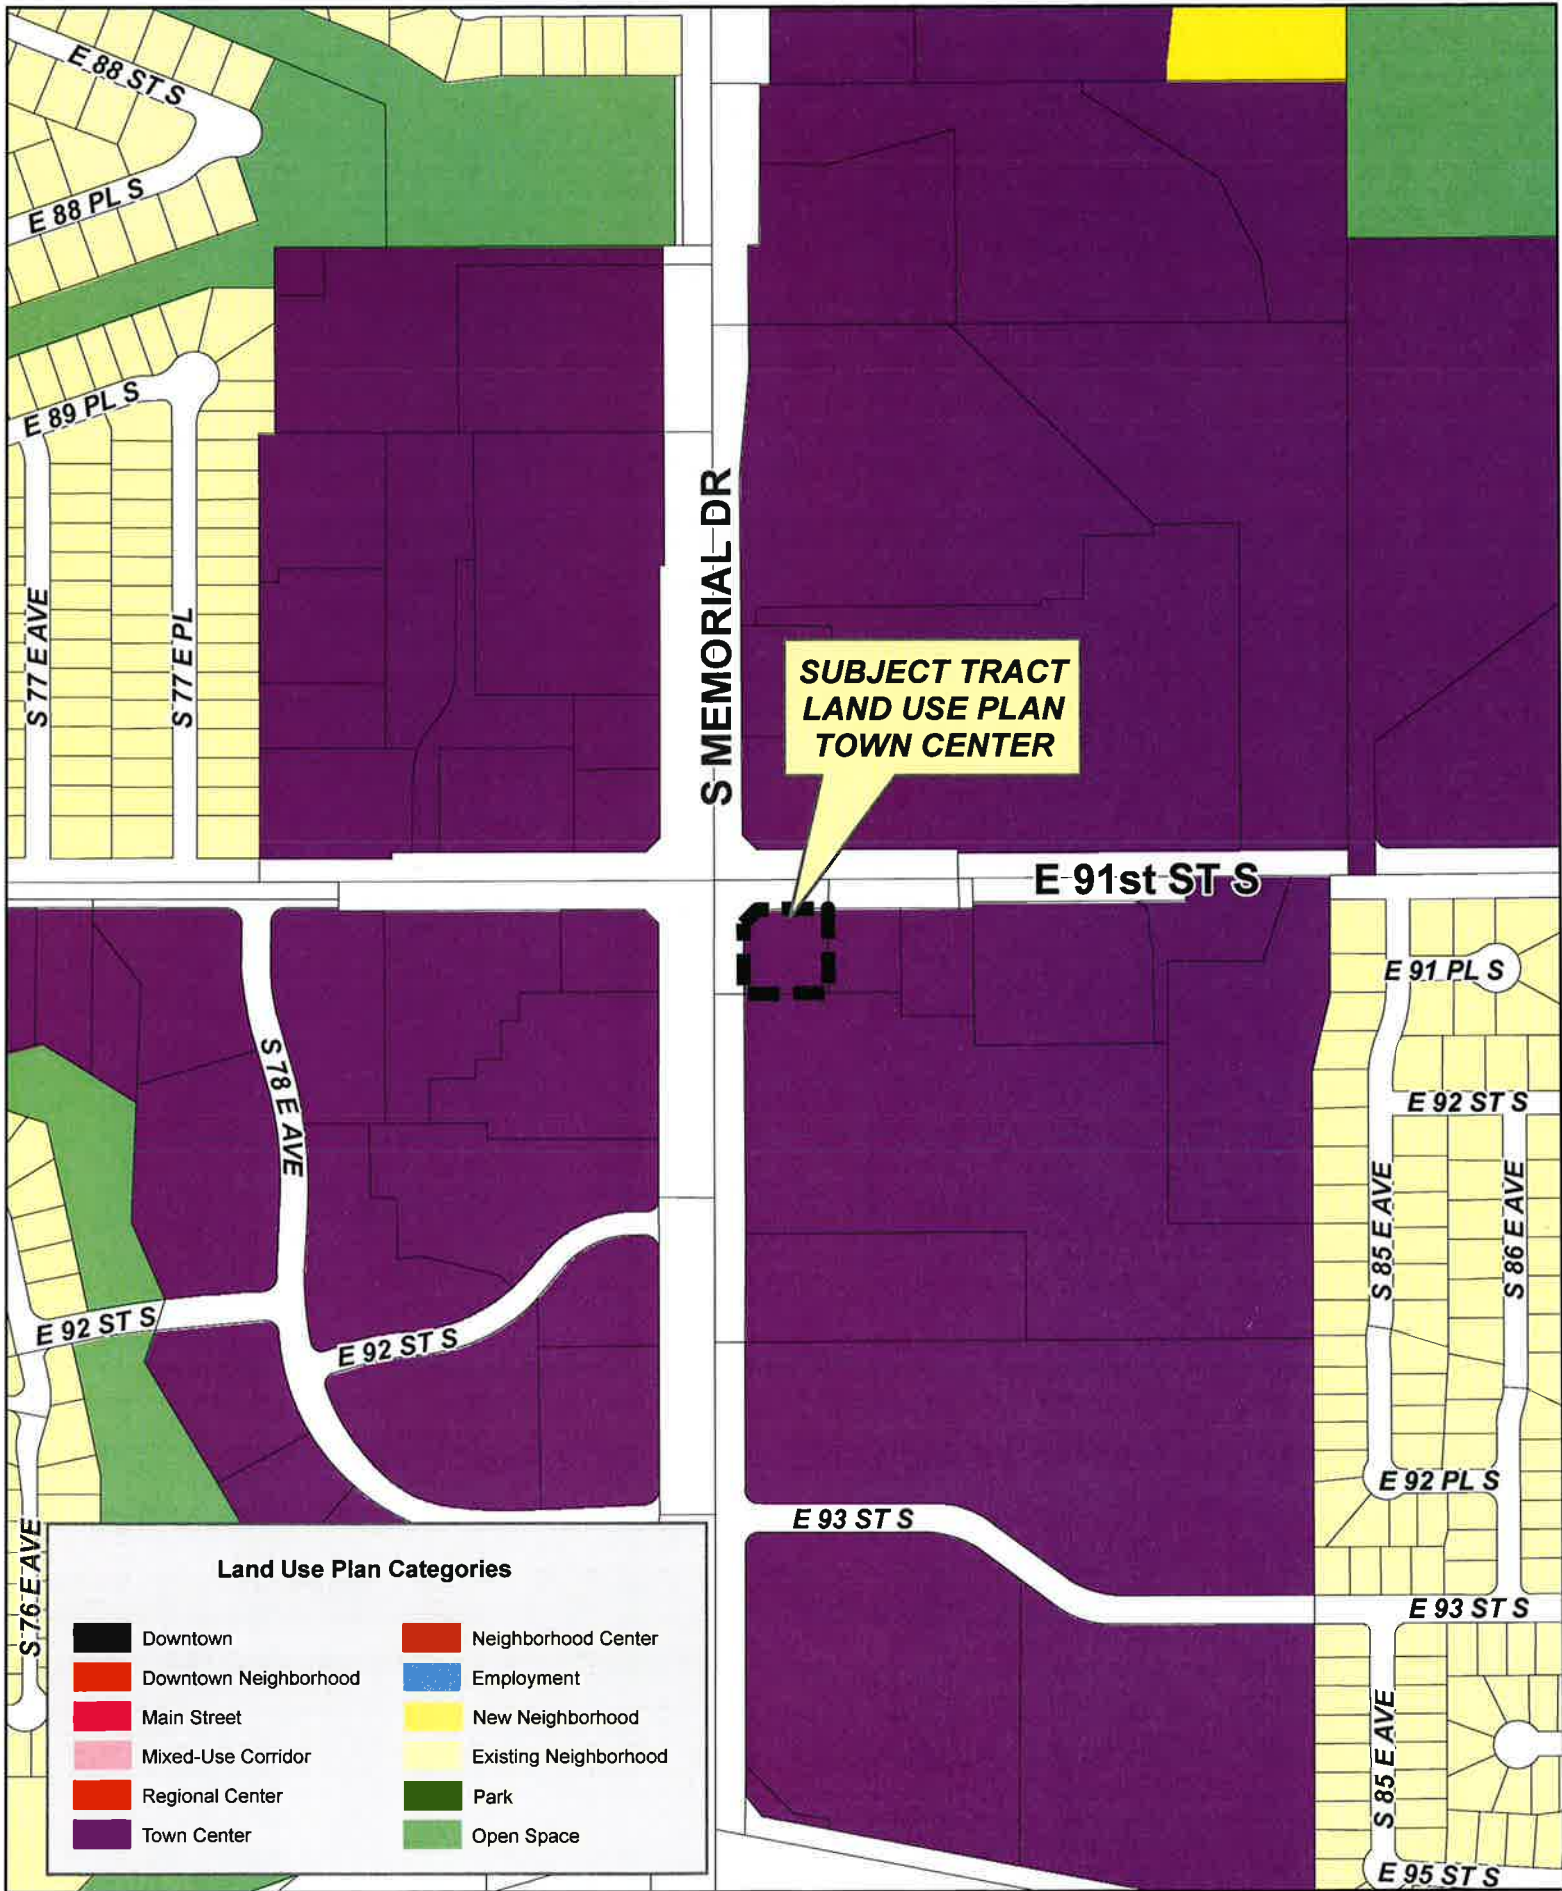 E 88 ST S
E 88 PL S
E 89 PL S
S 77 E AVE
S 77 E PL
S MEMORIAL DR
SUBJECT TRACT
LAND USE PLAN
TOWN CENTER
E 91st ST S
E 91 PL S
S 78 E AVE
E 92 ST S
S 85 E AVE
S 86 E AVE
E 92 ST S
E 92 ST S
E 92 PL S
E 93 ST S
S 76 E AVE
E 93 ST S
S 85 E AVE
E 95 ST S
Land Use Plan Categories
Downtown
Downtown Neighborhood
Main Street
Mixed-Use Corridor
Regional Center
Town Center
Neighborhood Center
Employment
New Neighborhood
Existing Neighborhood
Park
Open Space